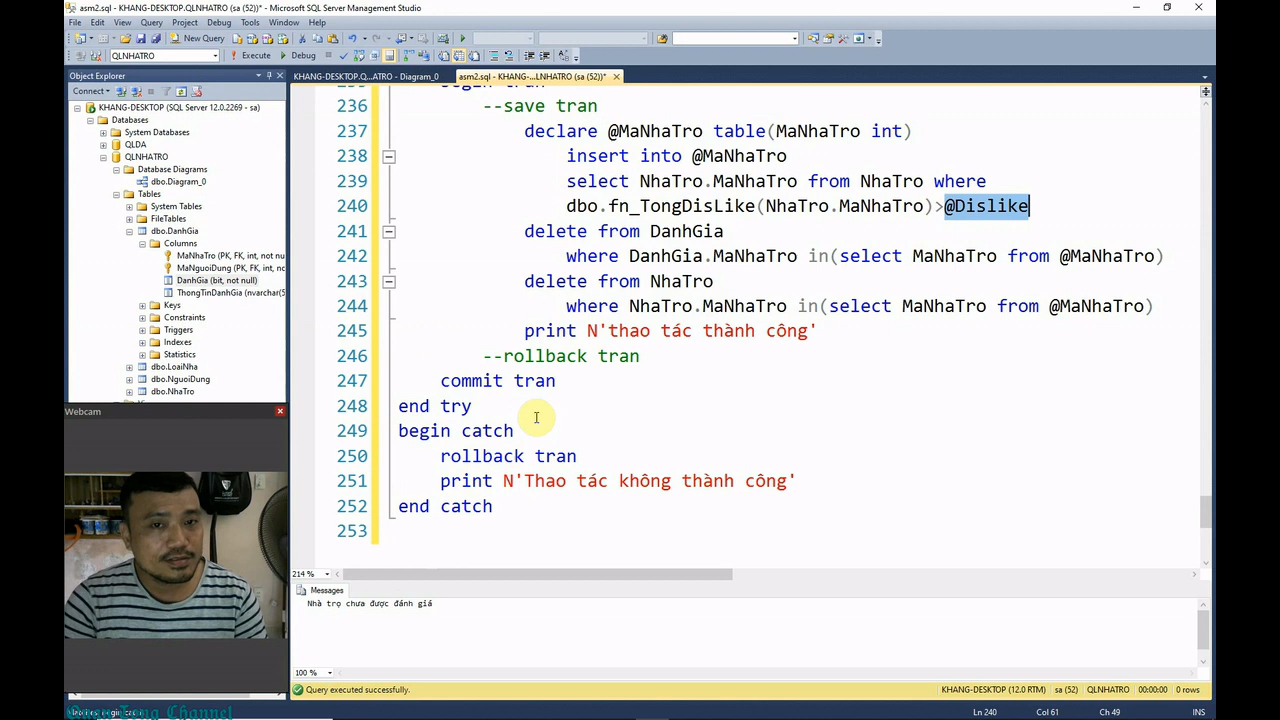 asm2.sql - KHANG-DESKTOP.QLNHATRO (sa (52))* - Microsoft SQL Server Management Studio
File Edit View Query Project Debug Tools Window Help
New Query
QLNHATRO Execute Debug
Object Explorer
Connect
KHANG-DESKTOP (SQL Server 12.0.2269 - sa)
Databases
System Databases
QLDA
QLNHATRO
Database Diagrams
dbo.Diagram_0
Tables
System Tables
FileTables
dbo.DanhGia
Columns
MaNhaTro (PK, FK, int, not nu
MaNguoiDung (PK, FK, int, nc
DanhGia (bit, not null)
ThongTinDanhGia (nvarchar(5
Keys
Constraints
Triggers
Indexes
Statistics
dbo.LoaiNha
dbo.NguoiDung
dbo.NhaTro
Webcam
KHANG-DESKTOP.Q...ATRO - Diagram_0
asm2.sql - KHANG-...LNHATRO (sa (52))*
235 begin tran
236 --save tran
237 declare @MaNhaTro table(MaNhaTro int)
238 insert into @MaNhaTro
239 select NhaTro.MaNhaTro from NhaTro where
240 dbo.fn_TongDisLike(NhaTro.MaNhaTro)>@Dislike
241 delete from DanhGia
242 where DanhGia.MaNhaTro in(select MaNhaTro from @MaNhaTro)
243 delete from NhaTro
244 where NhaTro.MaNhaTro in(select MaNhaTro from @MaNhaTro)
245 print N'thao tác thành công'
246 --rollback tran
247 commit tran
248 end try
249 begin catch
250 rollback tran
251 print N'Thao tác không thành công'
252 end catch
253
214 %
Messages
Nhà trọ chưa được đánh giá
100 %
Query executed successfully. KHANG-DESKTOP (12.0 RTM) sa (52) QLNHATRO 00:00:00 0 rows
Ln 240 Col 61 Ch 49 INS